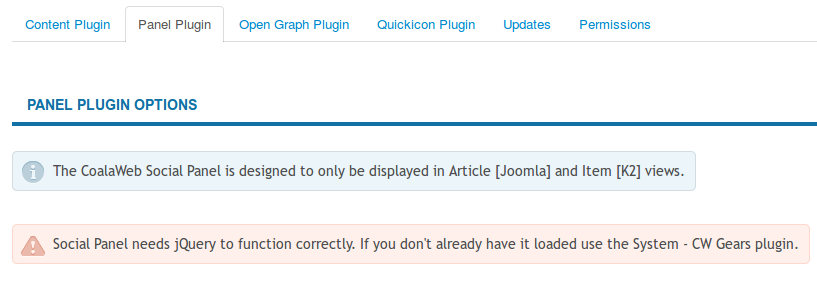 Content Plugin Panel Plugin Open Graph Plugin Quickicon Plugin Updates Permissions
PANEL PLUGIN OPTIONS
The CoalaWeb Social Panel is designed to only be displayed in Article [Joomla] and Item [K2] views.
Social Panel needs jQuery to function correctly. If you don't already have it loaded use the System - CW Gears plugin.